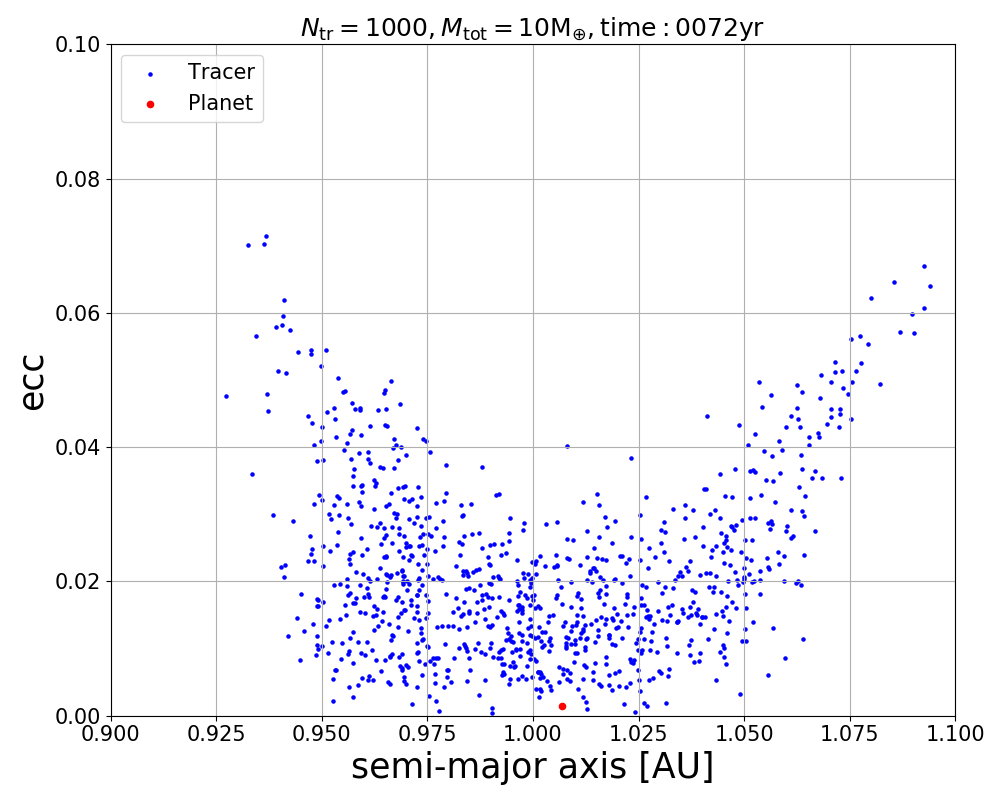 N_tr = 1000, M_tot = 10M_⊕, time : 0072yr
Tracer
Planet
0.10
0.08
0.06
0.04
0.02
0.00
ecc
0.900 0.925 0.950 0.975 1.000 1.025 1.050 1.075 1.100
semi-major axis [AU]